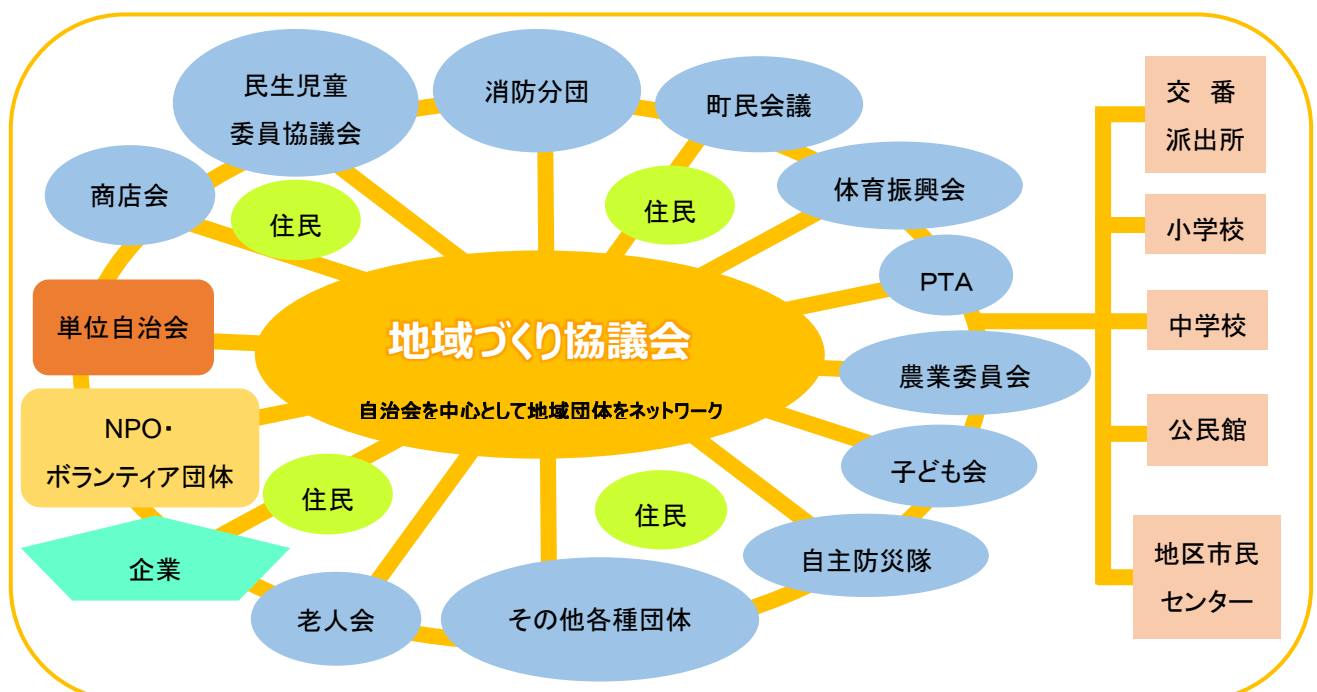 民生児童
委員協議会
消防分団
町民会議
交 番
派出所
商店会
住民
住民
体育振興会
小学校
PTA
単位自治会
地域づくり協議会
中学校
農業委員会
自治会を中心として地域団体をネットワーク
NPO・
ボランティア団体
公民館
子ども会
住民
住民
企業
自主防災隊
地区市民
センター
老人会
その他各種団体